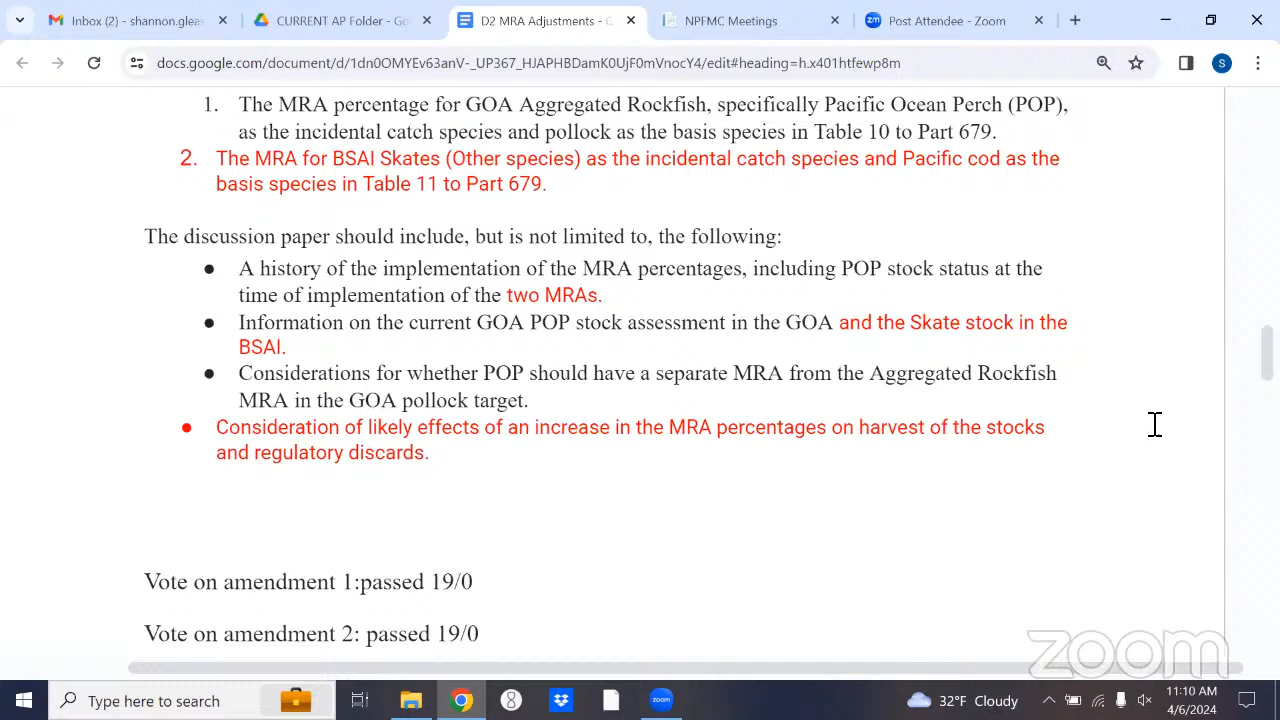 Inbox (2) - shannon.glea
CURRENT AP Folder - Go
D2 MRA Adjustments - G
NPFMC Meetings
Post Attendee - Zoom
docs.google.com/document/d/1dn0OMYEv63anV-_UP367_HJAPHBDamK0UjF0mVnocY4/edit#heading=h.x401htfewp8m
S
1. The MRA percentage for GOA Aggregated Rockfish, specifically Pacific Ocean Perch (POP),
as the incidental catch species and pollock as the basis species in Table 10 to Part 679.
2. The MRA for BSAI Skates (Other species) as the incidental catch species and Pacific cod as the
basis species in Table 11 to Part 679.
The discussion paper should include, but is not limited to, the following:
● A history of the implementation of the MRA percentages, including POP stock status at the
time of implementation of the two MRAs.
● Information on the current GOA POP stock assessment in the GOA and the Skate stock in the
BSAI.
● Considerations for whether POP should have a separate MRA from the Aggregated Rockfish
MRA in the GOA pollock target.
● Consideration of likely effects of an increase in the MRA percentages on harvest of the stocks
and regulatory discards.
Vote on amendment 1:passed 19/0
Vote on amendment 2: passed 19/0
zoom
Type here to search
zoom
32°F Cloudy
11:10 AM
4/6/2024